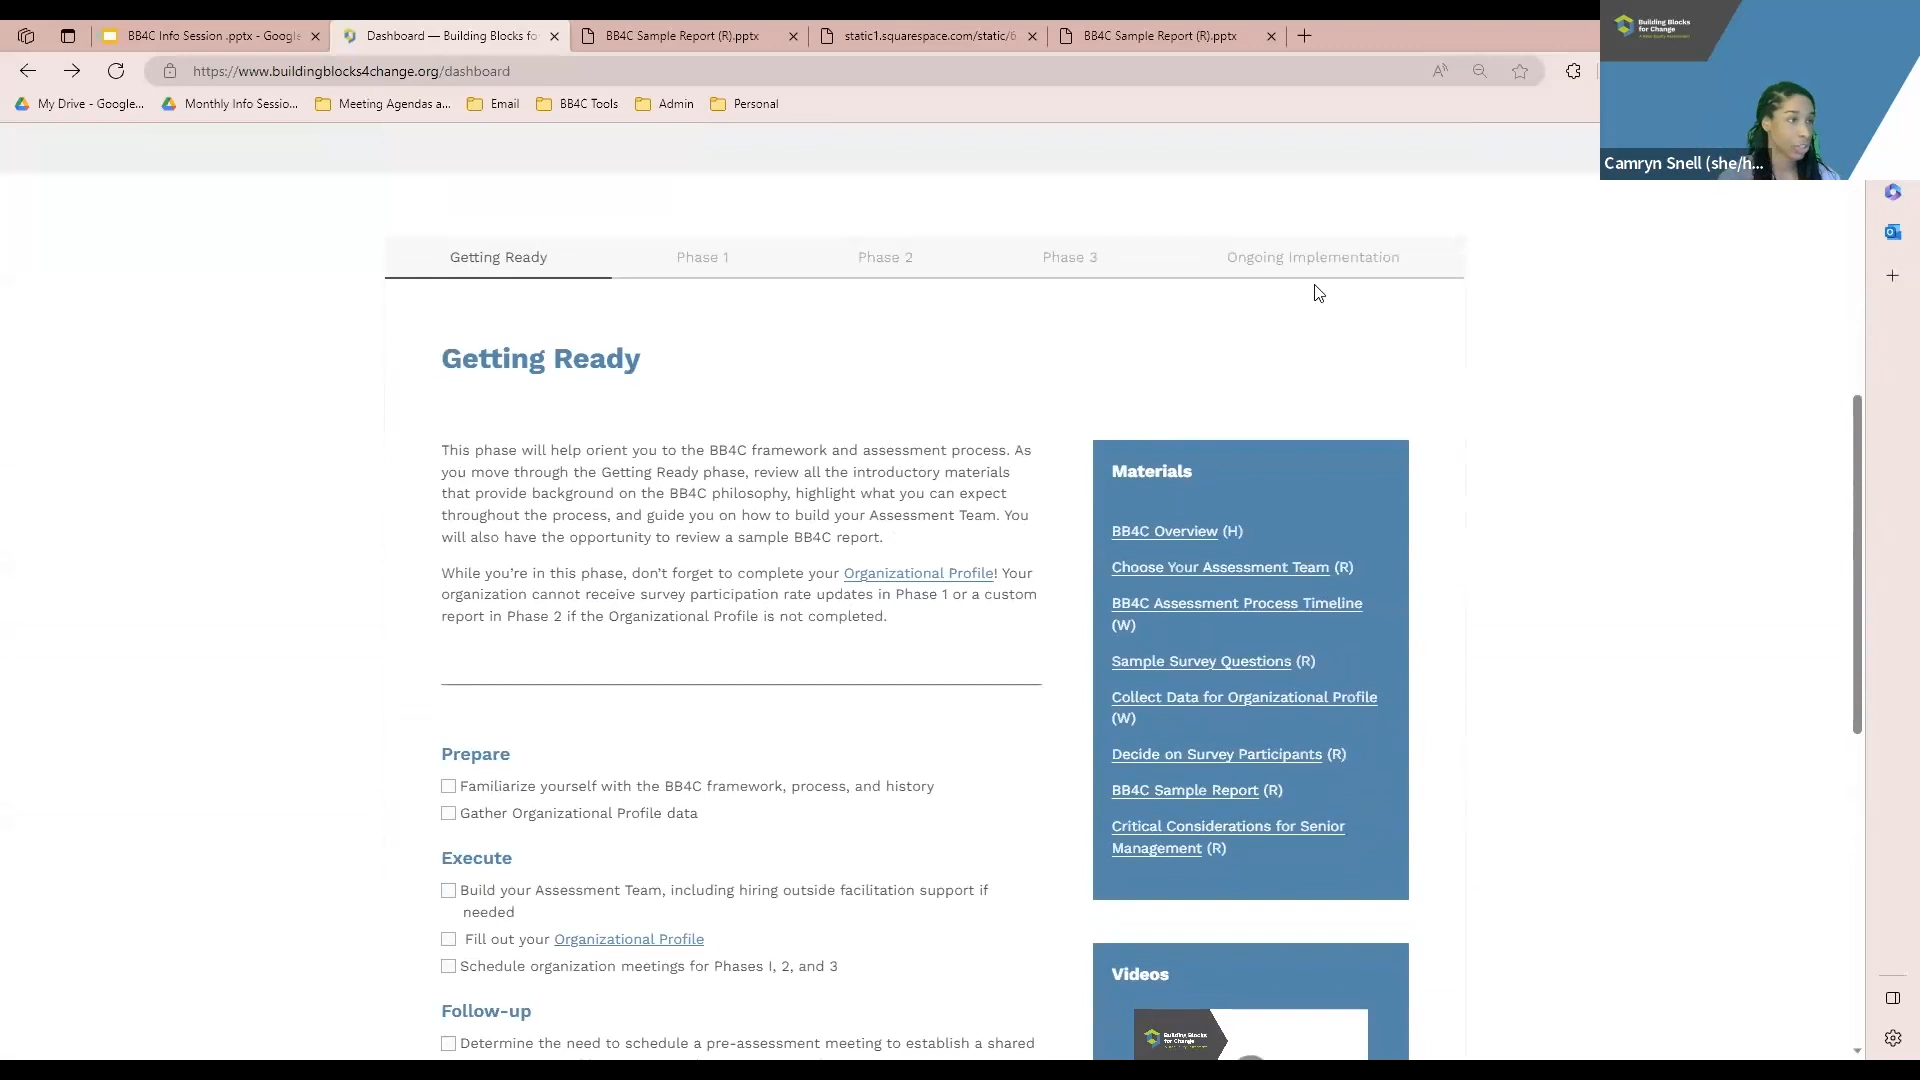 BB4C Info Session .pptx - Google
Dashboard — Building Blocks fo
BB4C Sample Report (R).pptx
static1.squarespace.com/static/6
BB4C Sample Report (R).pptx
https://www.buildingblocks4change.org/dashboard
My Drive - Google...
Monthly Info Sessio...
Meeting Agendas a...
Email
BB4C Tools
Admin
Personal
Building Blocks
for Change
Camryn Snell (she/h...
Getting Ready
Phase 1
Phase 2
Phase 3
Ongoing Implementation
Getting Ready
This phase will help orient you to the BB4C framework and assessment process. As
you move through the Getting Ready phase, review all the introductory materials
that provide background on the BB4C philosophy, highlight what you can expect
throughout the process, and guide you on how to build your Assessment Team. You
will also have the opportunity to review a sample BB4C report.
While you’re in this phase, don’t forget to complete your Organizational Profile! Your
organization cannot receive survey participation rate updates in Phase 1 or a custom
report in Phase 2 if the Organizational Profile is not completed.
Prepare
Familiarize yourself with the BB4C framework, process, and history
Gather Organizational Profile data
Execute
Build your Assessment Team, including hiring outside facilitation support if
needed
Fill out your Organizational Profile
Schedule organization meetings for Phases I, 2, and 3
Follow-up
Determine the need to schedule a pre-assessment meeting to establish a shared
Materials
BB4C Overview (H)
Choose Your Assessment Team (R)
BB4C Assessment Process Timeline
(W)
Sample Survey Questions (R)
Collect Data for Organizational Profile
(W)
Decide on Survey Participants (R)
BB4C Sample Report (R)
Critical Considerations for Senior
Management (R)
Videos
Building Blocks
for Change